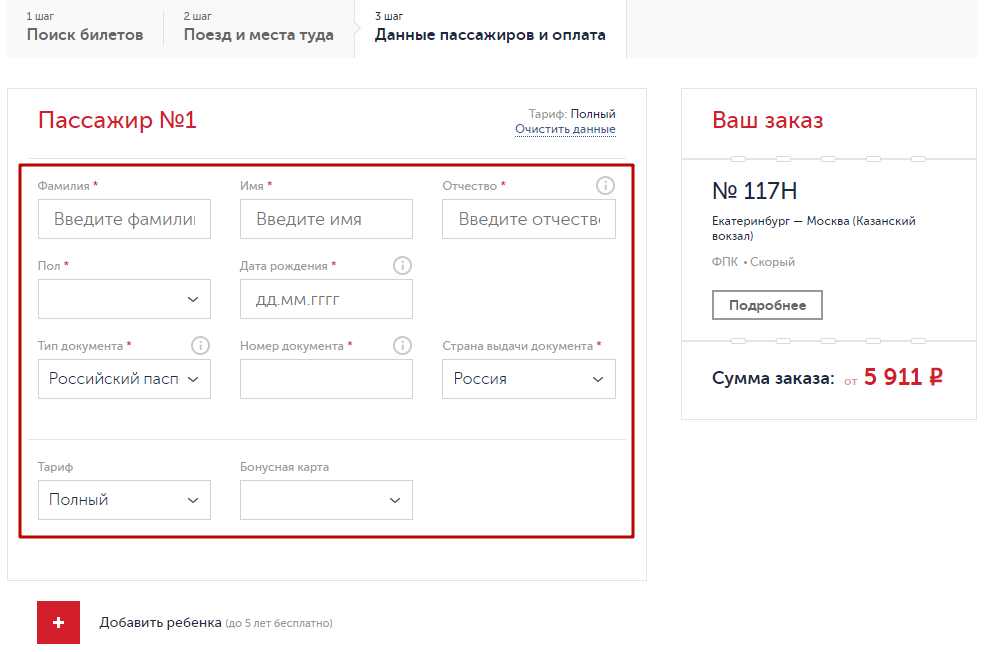 1 шаг
Поиск билетов
2 шаг
Поезд и места туда
3 шаг
Данные пассажиров и оплата
Пассажир №1
Тариф: Полный
Очистить данные
Фамилия *
Имя *
Отчество *
Введите фамили
Введите имя
Введите отчеств
Пол *
Дата рождения *
дд.мм.гггг
Тип документа *
Номер документа *
Страна выдачи документа *
Российский пасп
Россия
Тариф
Бонусная карта
Полный
+
Добавить ребенка (до 5 лет бесплатно)
Ваш заказ
№ 117Н
Екатеринбург — Москва (Казанский
вокзал)
ФПК • Скорый
Подробнее
Сумма заказа: от 5 911 ₽